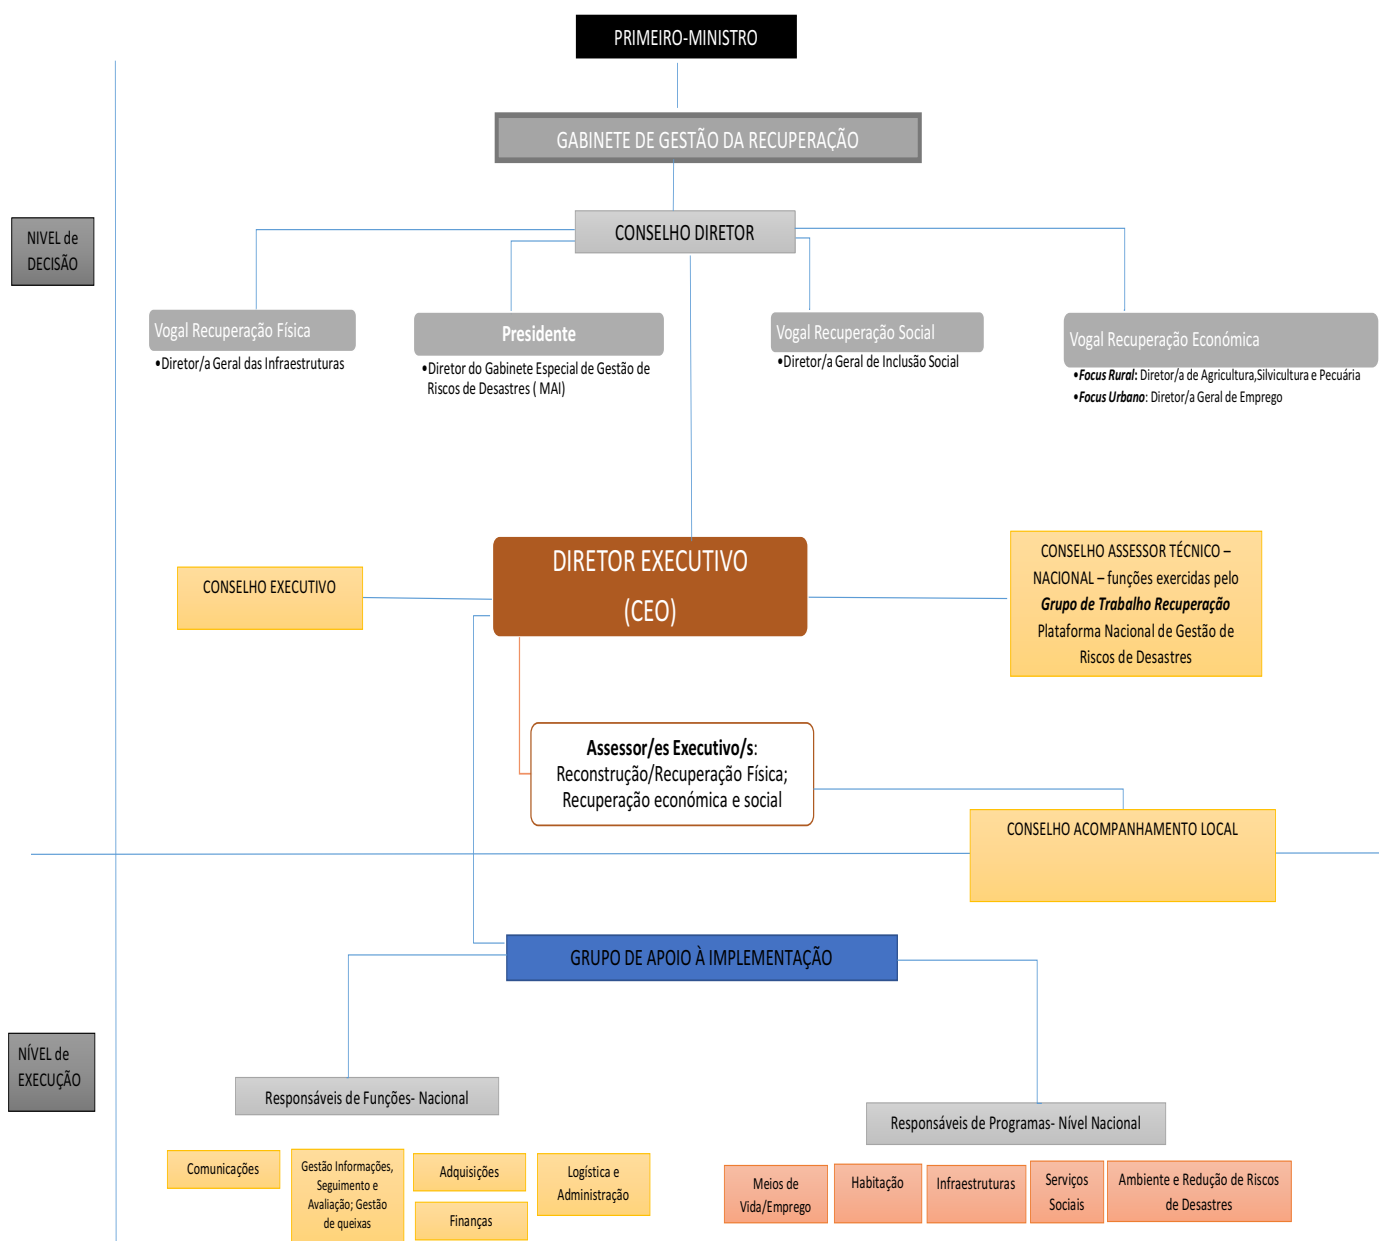 PRIMEIRO-MINISTRO
GABINETE DE GESTÃO DA RECUPERAÇÃO
NIVEL de
DECISÃO
CONSELHO DIRETOR
Vogal Recuperação Física
•Diretor/a Geral das Infraestruturas
Presidente
•Diretor do Gabinete Especial de Gestão de
Riscos de Desastres ( MAI)
Vogal Recuperação Social
•Diretor/a Geral de Inclusão Social
Vogal Recuperação Económica
•Focus Rural: Diretor/a de Agricultura,Silvicultura e Pecuária
•Focus Urbano: Diretor/a Geral de Emprego
CONSELHO EXECUTIVO
DIRETOR EXECUTIVO
(CEO)
CONSELHO ASSESSOR TÉCNICO –
NACIONAL – funções exercidas pelo
Grupo de Trabalho Recuperação
Plataforma Nacional de Gestão de
Riscos de Desastres
Assessor/es Executivo/s:
Reconstrução/Recuperação Física;
Recuperação económica e social
CONSELHO ACOMPANHAMENTO LOCAL
GRUPO DE APOIO À IMPLEMENTAÇÃO
NÍVEL de
EXECUÇÃO
Responsáveis de Funções- Nacional
Responsáveis de Programas- Nível Nacional
Comunicações
Gestão Informações,
Seguimento e
Avaliação; Gestão
de queixas
Adquisições
Finanças
Logística e
Administração
Meios de
Vida/Emprego
Habitação
Infraestruturas
Serviços
Sociais
Ambiente e Redução de Riscos
de Desastres